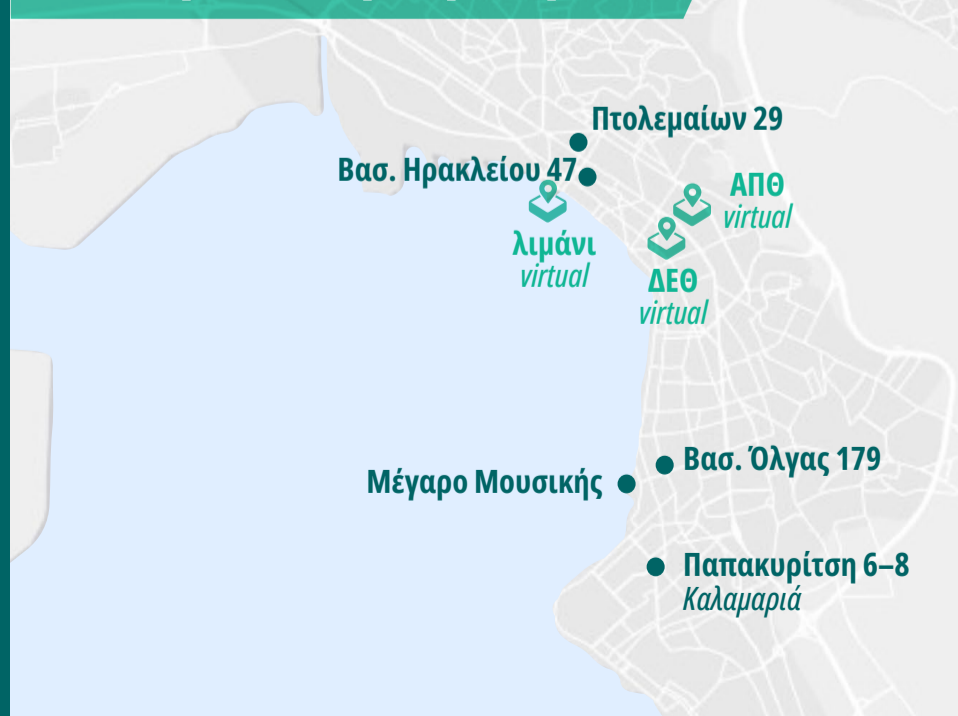 Πτολεμαίων 29
Βασ. Ηρακλείου 47
ΑΠΘ
virtual
λιμάνι
virtual
ΔΕΘ
virtual
Βασ. Όλγας 179
Μέγαρο Μουσικής
Παπακυρίτση 6–8
Καλαμαριά